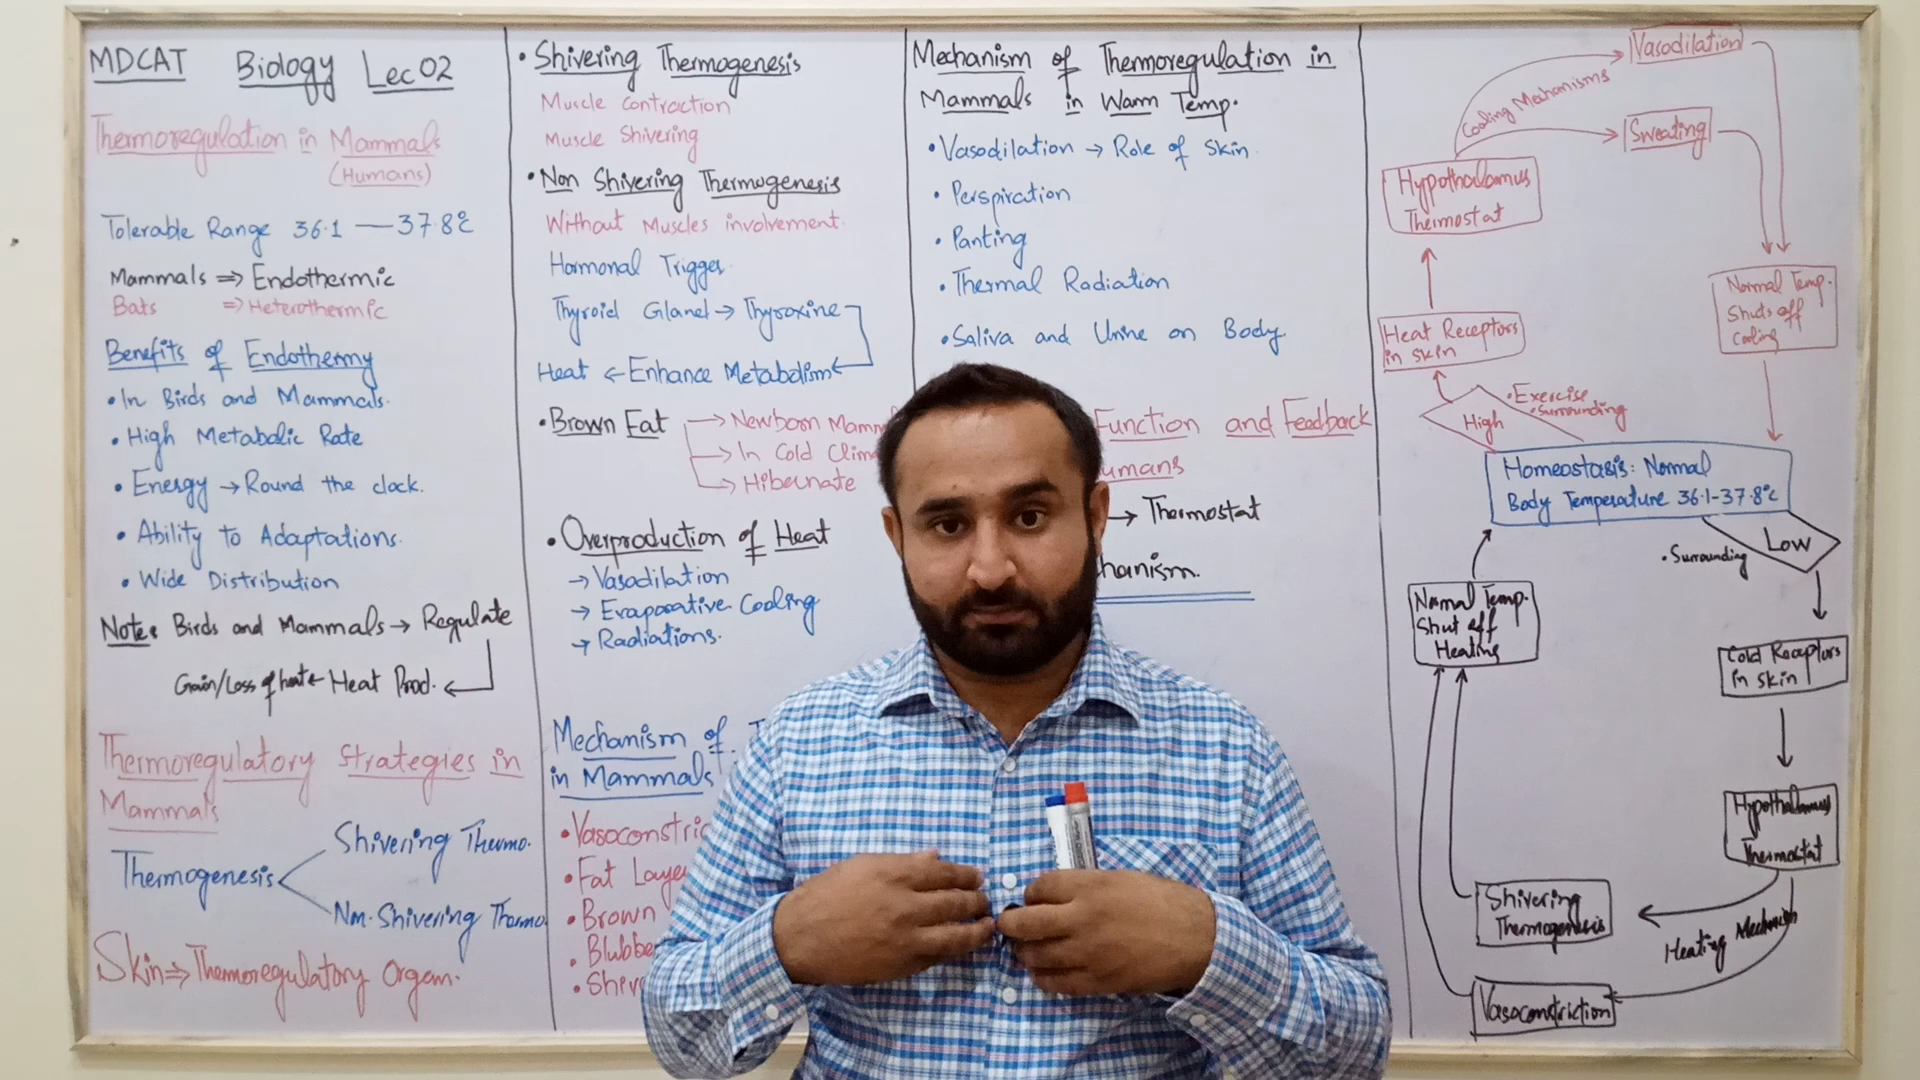 MDCAT Biology Lec 02
Thermoregulation in Mammals
(Humans)
Tolerable Range 36.1 — 37.8°C
Mammals ⇒ Endothermic
Bats ⇒ Heterothermic
Benefits of Endothermy
• In Birds and Mammals.
• High Metabolic Rate
• Energy → Round the clock.
• Ability to Adaptations.
• Wide Distribution
Note: Birds and Mammals → Regulate
Gain/Loss of heat ← Heat Prod. ←
Thermoregulatory Strategies in
Mammals
Thermogenesis
Shivering Thermo.
Non-Shivering Thermo.
Skin ⇒ Thermoregulatory Organ.
• Shivering Thermogenesis
Muscle contraction
Muscle Shivering
• Non Shivering Thermogenesis
Without Muscles involvement.
Hormonal Trigger
Thyroid Gland → Thyroxine
Heat ← Enhance Metabolism ←
• Brown Fat
→ Newborn Mamm
→ In Cold Clim
→ Hibernate
• Overproduction of Heat
→ Vasodilation
→ Evaporative Cooling
→ Radiations.
Mechanism of
in Mammals
• Vasoconstric
• Fat Laye
• Brown
• Blubbe
• Shiv
Mechanism of Thermoregulation in
Mammals in Warm Temp.
• Vasodilation → Role of Skin.
• Perspiration
• Panting
• Thermal Radiation
• Saliva and Urine on Body
Function and Feedback
umans
→ Thermostat
hanism.
Vasodilation
Cooling Mechanisms
Sweating
Hypothalamus
Thermostat
Normal Temp.
Shuts off
Cooling
Heat Receptors
in skin
High
• Exercise
• Surrounding
Homeostasis: Normal
Body Temperature 36.1-37.8°C
• Surrounding
Low
Normal Temp.
Shut off
Heating
Cold Receptors
in skin
Hypothalamus
Thermostat
Shivering
Thermogenesis
Heating Mechanism
Vasoconstriction